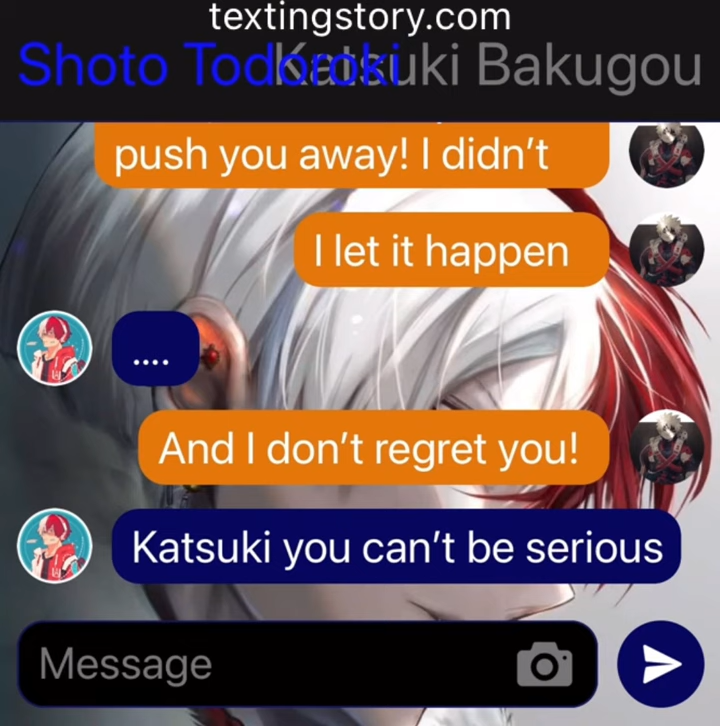 textingstory.com
Shoto Todoroki
Katsuki Bakugou
push you away! I didn’t
I let it happen
....
And I don’t regret you!
Katsuki you can’t be serious
Message